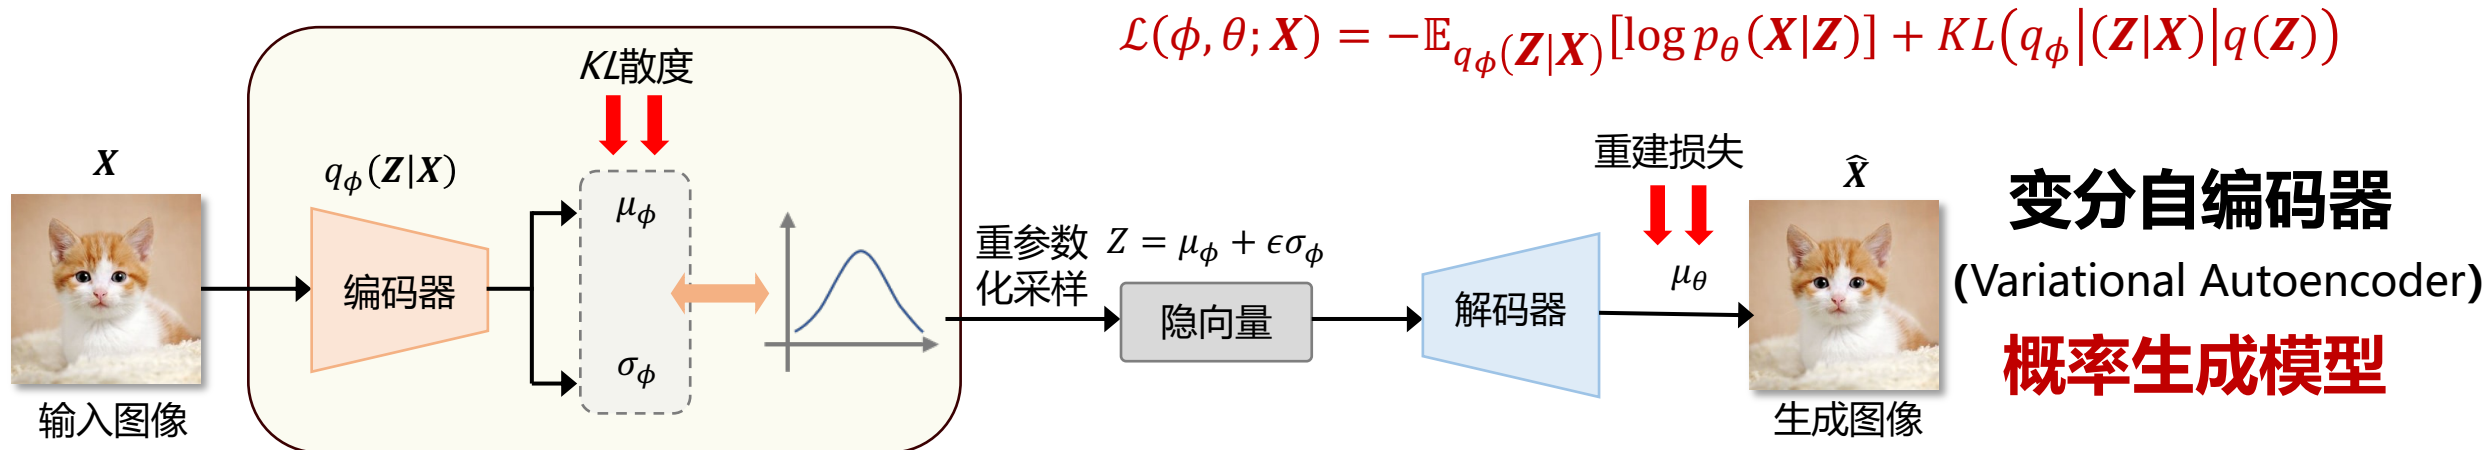 ℒ(ϕ, θ; X) = −𝔼_{q_ϕ(Z|X)}[log p_θ(X|Z)] + KL(q_ϕ|(Z|X)|q(Z))
KL散度
X
q_ϕ(Z|X)
编码器
μ_ϕ
σ_ϕ
输入图像
重参数
化采样
Z = μ_ϕ + ϵσ_ϕ
隐向量
解码器
重建损失
μ_θ
X̂
生成图像
变分自编码器
(Variational Autoencoder)
概率生成模型